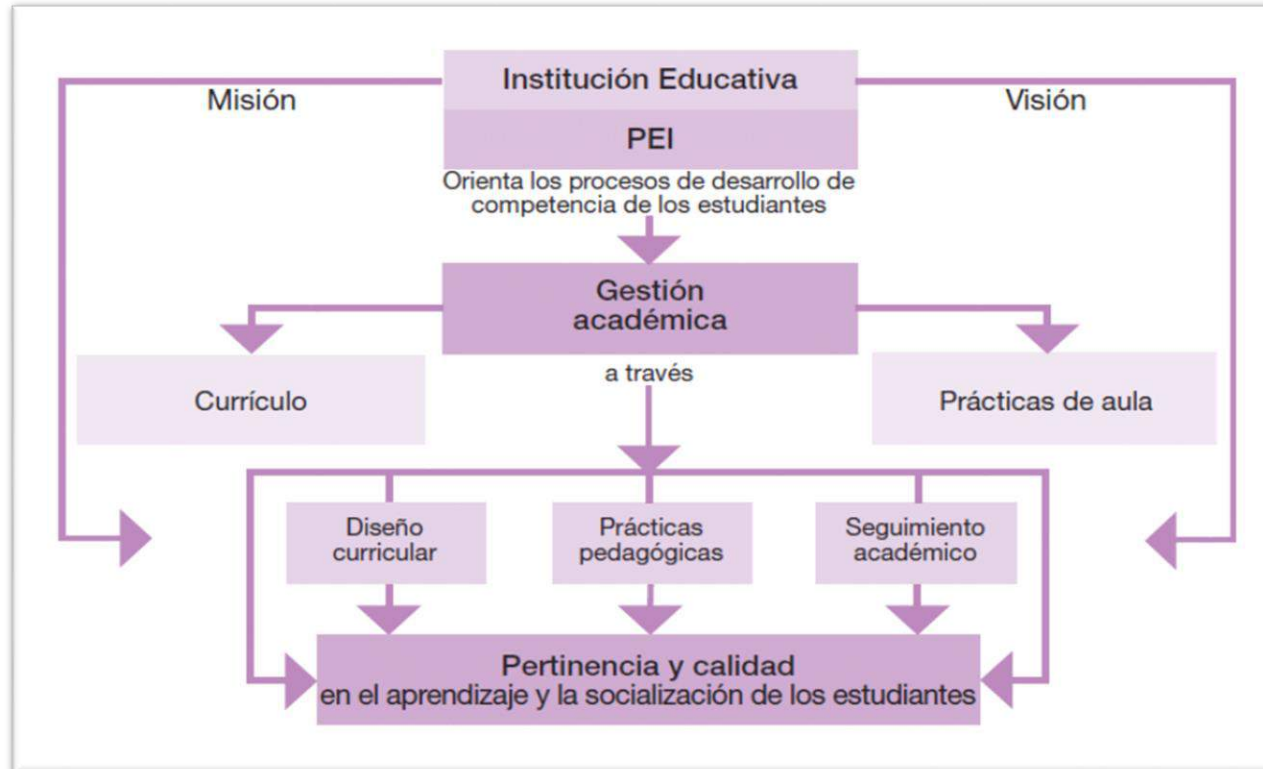 Institución Educativa
Misión
Visión
PEI
Orienta los procesos de desarrollo de
competencia de los estudiantes
Gestión
académica
a través
Currículo
Prácticas de aula
Diseño
curricular
Prácticas
pedagógicas
Seguimiento
académico
Pertinencia y calidad
en el aprendizaje y la socialización de los estudiantes